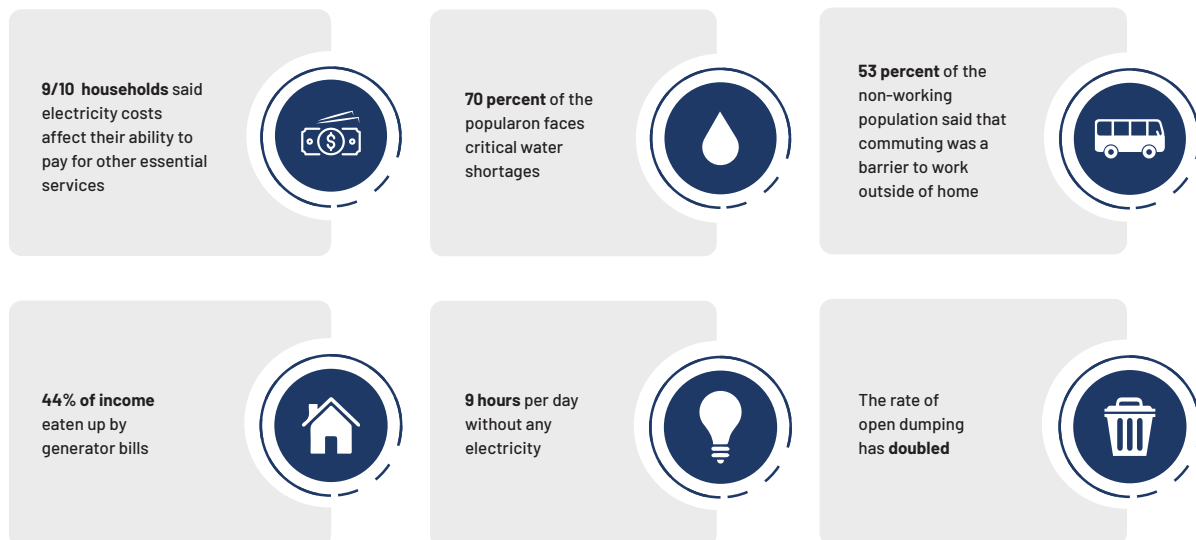 9/10 households said
electricity costs
affect their ability to
pay for other essential
services
70 percent of the
popularon faces
critical water
shortages
53 percent of the
non-working
population said that
commuting was a
barrier to work
outside of home
44% of income
eaten up by
generator bills
9 hours per day
without any
electricity
The rate of
open dumping
has doubled